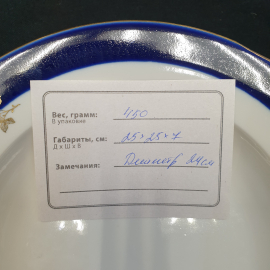 Вес, грамм: 450
В упаковке
Габариты, см: 25×25×7
Д х Ш х В
Замечания: Диаметр 24см